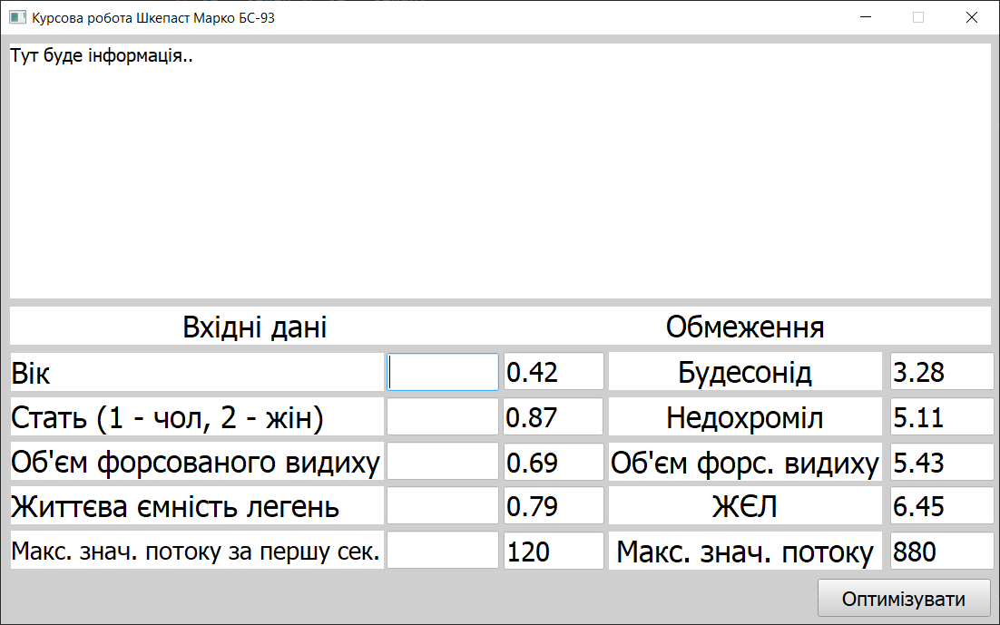 Курсова робота Шкепаст Марко БС-93
Тут буде інформація..
Вхідні дані Обмеження
Вік 0.42 Будесонід 3.28
Стать (1 - чол, 2 - жін) 0.87 Недохроміл 5.11
Об'єм форсованого видиху 0.69 Об'єм форс. видиху 5.43
Життєва ємність легень 0.79 ЖЄЛ 6.45
Макс. знач. потоку за першу сек. 120 Макс. знач. потоку 880
Оптимізувати